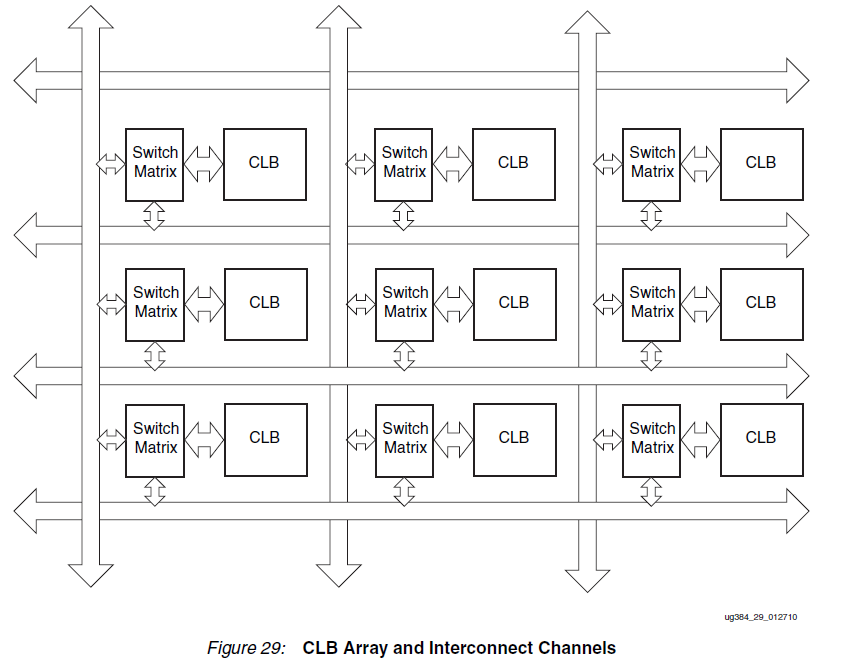 Switch
Matrix
CLB
Switch
Matrix
CLB
Switch
Matrix
CLB
Switch
Matrix
CLB
Switch
Matrix
CLB
Switch
Matrix
CLB
Switch
Matrix
CLB
Switch
Matrix
CLB
Switch
Matrix
CLB
ug384_29_012710
Figure 29: CLB Array and Interconnect Channels